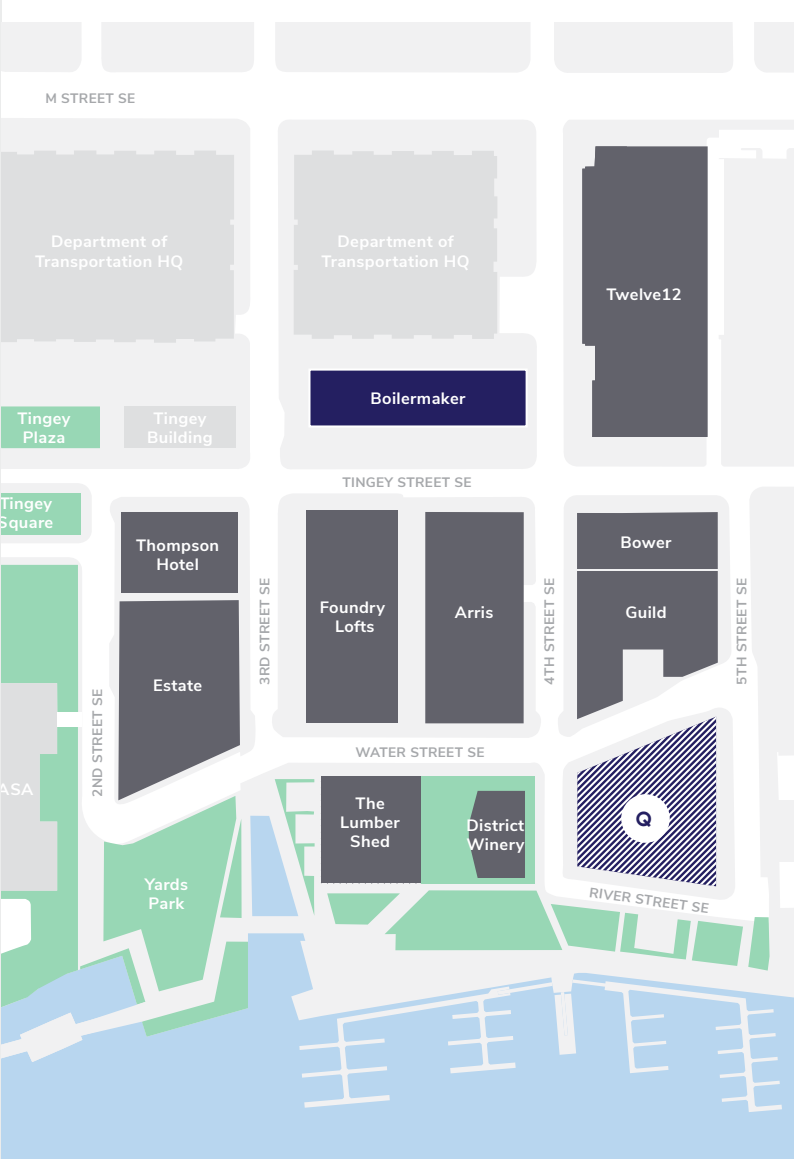 M STREET SE
Department of
Transportation HQ
Department of
Transportation HQ
Twelve12
Boilermaker
Tingey
Plaza
Tingey
Building
TINGEY STREET SE
Tingey
Square
Thompson
Hotel
Bower
Foundry
Lofts
Arris
Guild
3RD STREET SE
4TH STREET SE
5TH STREET SE
Estate
2ND STREET SE
WATER STREET SE
ASA
The
Lumber
Shed
District
Winery
Q
Yards
Park
RIVER STREET SE